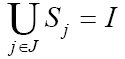 ⋃_{j∈J} S_j = I